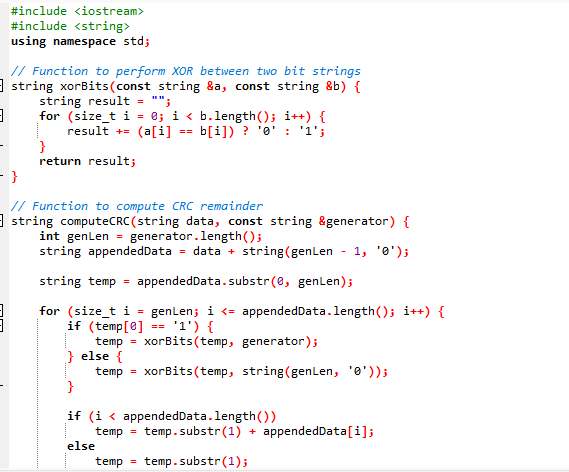 #include <iostream>
#include <string>
using namespace std;

// Function to perform XOR between two bit strings
string xorBits(const string &a, const string &b) {
    string result = "";
    for (size_t i = 0; i < b.length(); i++) {
        result += (a[i] == b[i]) ? '0' : '1';
    }
    return result;
}

// Function to compute CRC remainder
string computeCRC(string data, const string &generator) {
    int genLen = generator.length();
    string appendedData = data + string(genLen - 1, '0');

    string temp = appendedData.substr(0, genLen);

    for (size_t i = genLen; i <= appendedData.length(); i++) {
        if (temp[0] == '1') {
            temp = xorBits(temp, generator);
        } else {
            temp = xorBits(temp, string(genLen, '0'));
        }

        if (i < appendedData.length())
            temp = temp.substr(1) + appendedData[i];
        else
            temp = temp.substr(1);